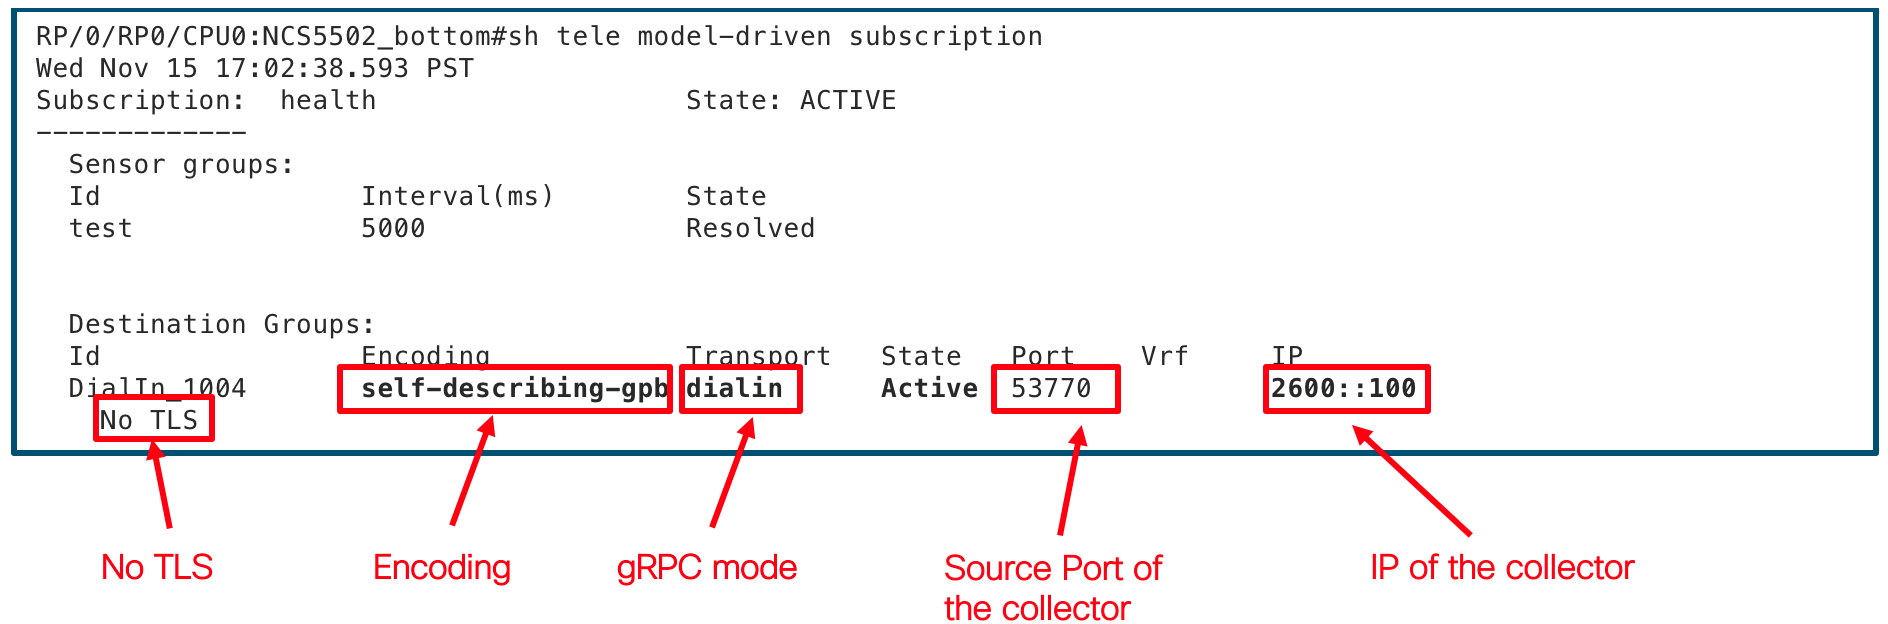 RP/0/RP0/CPU0:NCS5502_bottom#sh tele model-driven subscription
Wed Nov 15 17:02:38.593 PST
Subscription:  health                   State: ACTIVE
-------------
  Sensor groups:
  Id                Interval(ms)        State
  test              5000                Resolved
  Destination Groups:
  Id                Encoding            Transport   State   Port    Vrf     IP
  DialIn_1004       self-describing-gpb dialin      Active  53770           2600::100
    No TLS
No TLS Encoding gRPC mode Source Port of the collector IP of the collector